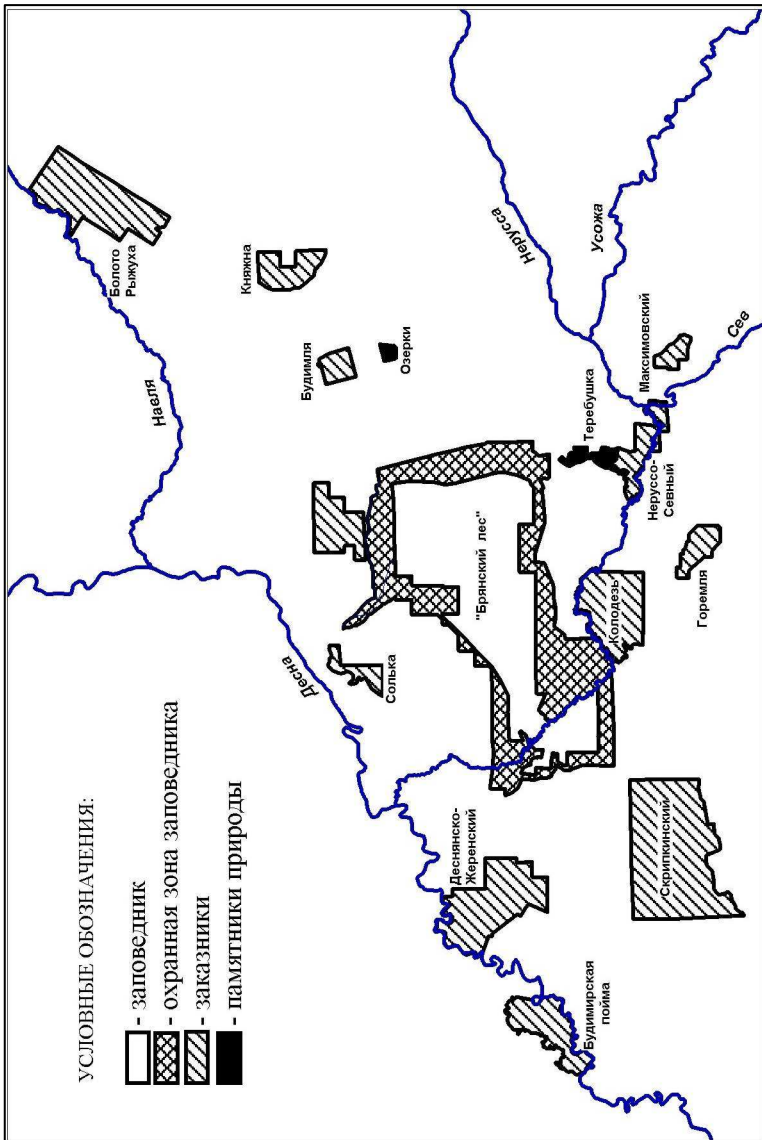 УСЛОВНЫЕ ОБОЗНАЧЕНИЯ:
- заповедник
- охранная зона заповедника
- заказники
- памятники природы
Болото
Рыжуха
Навля
Княжна
Будимля
Озерки
Нерусса
Усожа
Сев
Максимовский
Теребушка
Неруссо-
Севный
"Брянский лес"
Десна
Солька
Колодезь
Горемля
Деснянско-
Жеренский
Скрипкинский
Будимирская
пойма